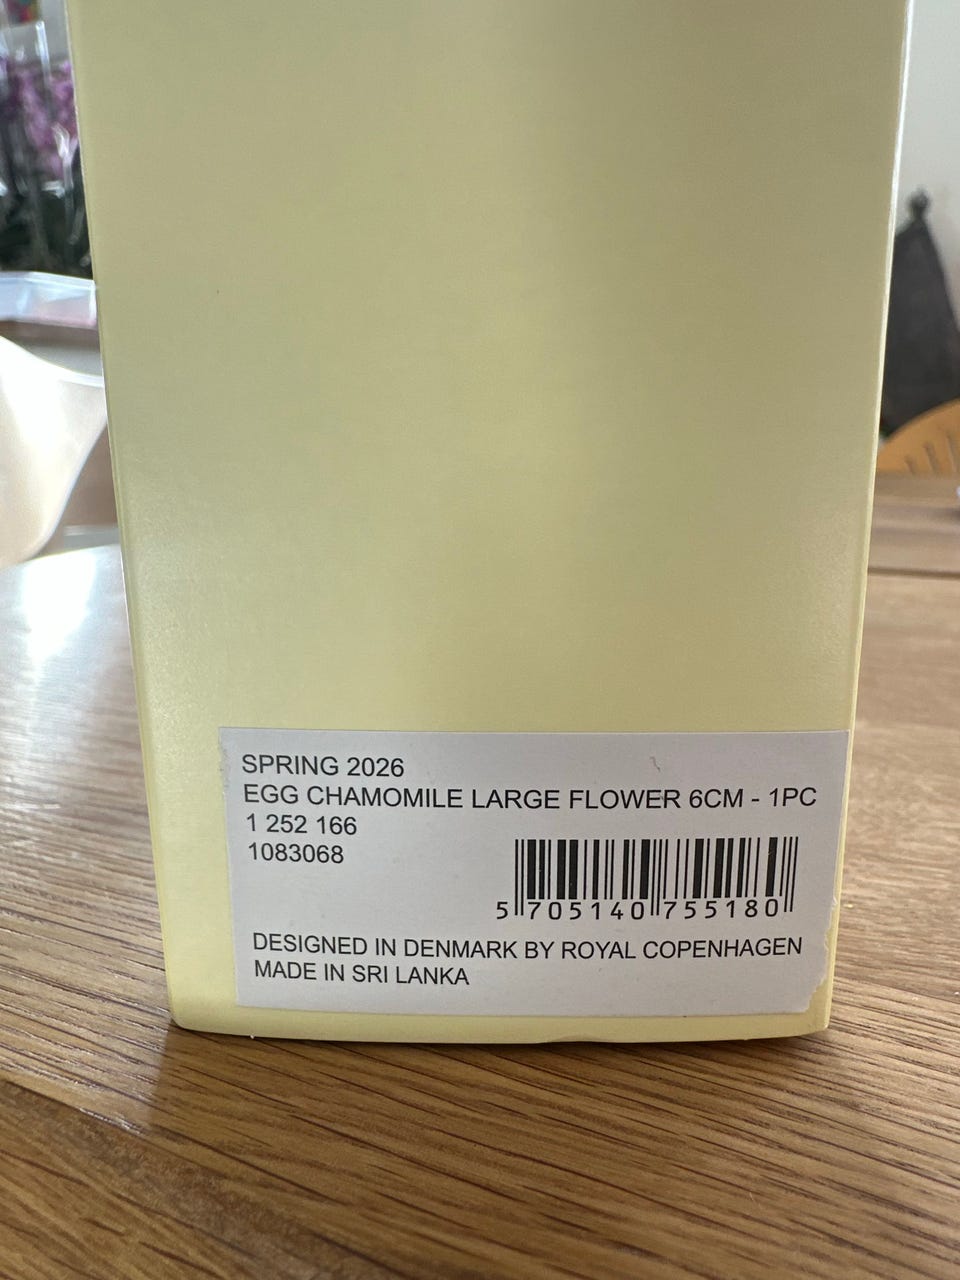 SPRING 2026
EGG CHAMOMILE LARGE FLOWER 6CM - 1PC
1 252 166
1083068
5 705140 755180
DESIGNED IN DENMARK BY ROYAL COPENHAGEN
MADE IN SRI LANKA